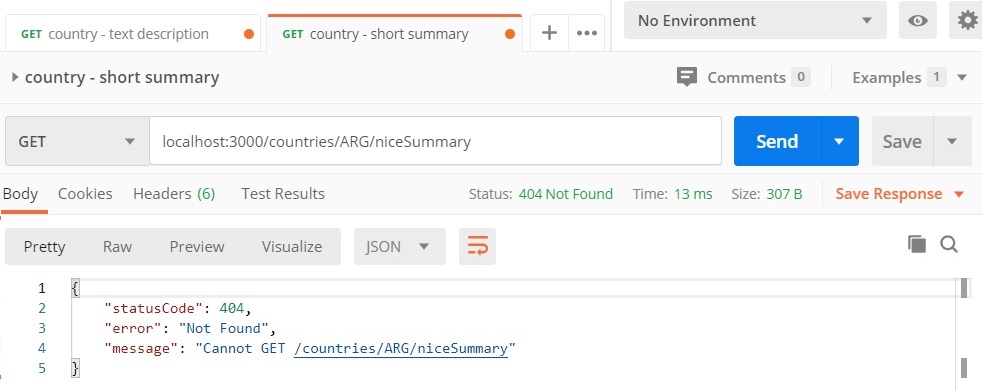 GET country - text description GET country - short summary + ••• No Environment
country - short summary Comments 0 Examples 1
GET localhost:3000/countries/ARG/niceSummary Send Save
Body Cookies Headers (6) Test Results Status: 404 Not Found Time: 13 ms Size: 307 B Save Response
Pretty Raw Preview Visualize JSON
1 {
2 "statusCode": 404,
3 "error": "Not Found",
4 "message": "Cannot GET /countries/ARG/niceSummary"
5 }